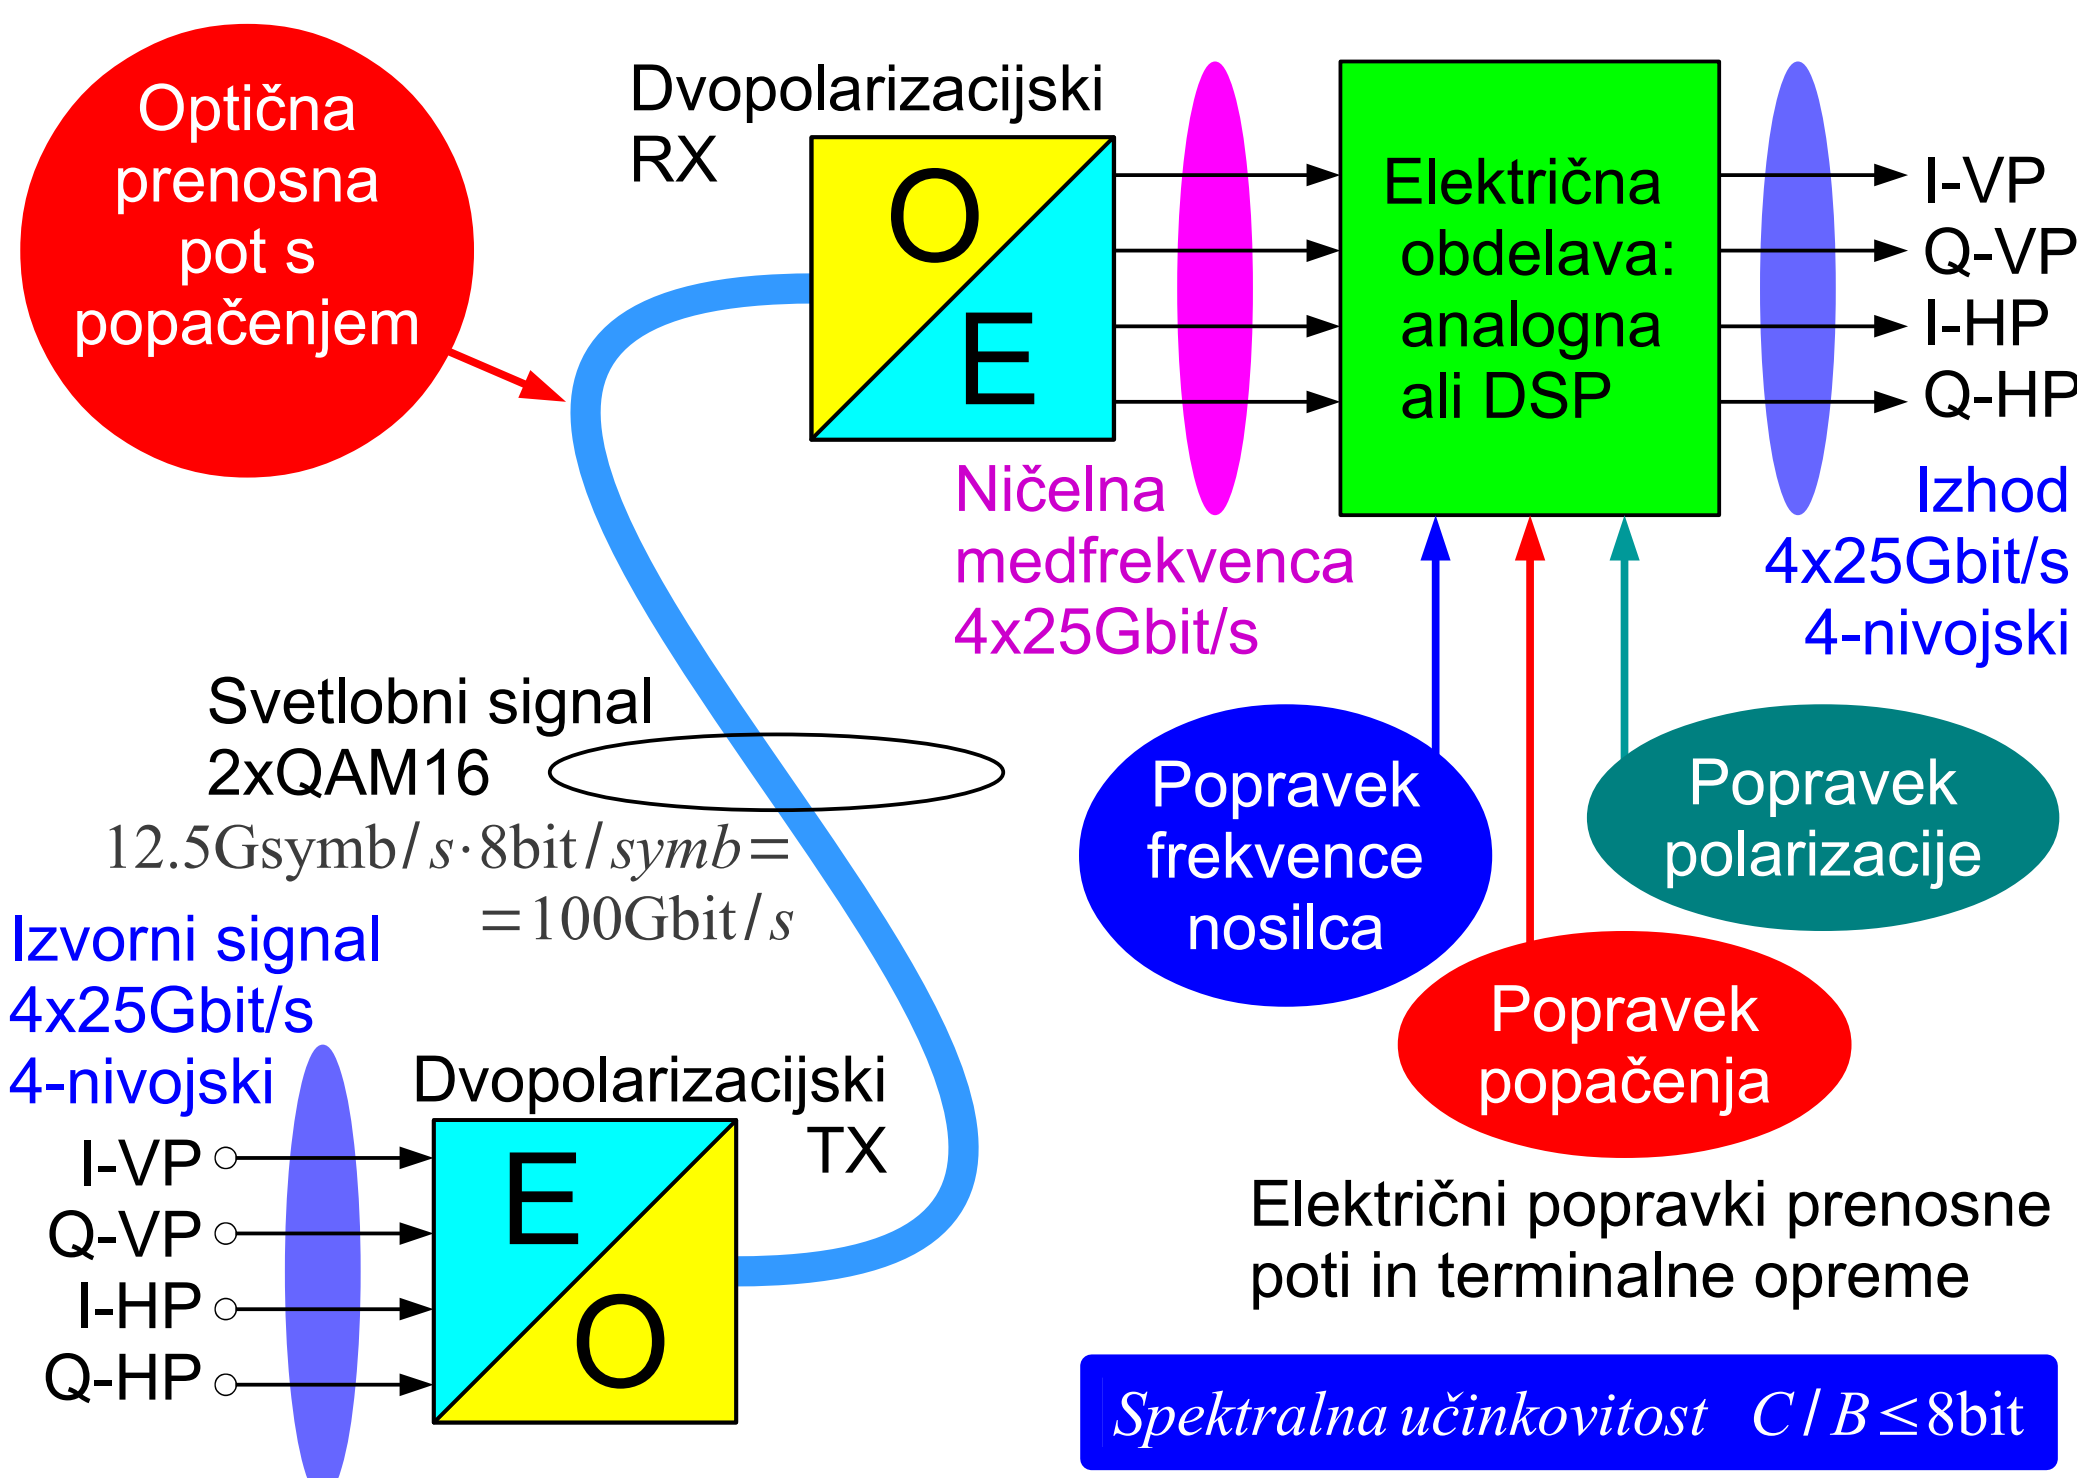 Optična
prenosna
pot s
popačenjem
Dvopolarizacijski
RX
O
E
Električna
obdelava:
analogna
ali DSP
I-VP
Q-VP
I-HP
Q-HP
Ničelna
medfrekvenca
4x25Gbit/s
Izhod
4x25Gbit/s
4-nivojski
Svetlobni signal
2xQAM16
12.5Gsymb/s·8bit/symb=
=100Gbit/s
Popravek
frekvence
nosilca
Popravek
polarizacije
Popravek
popačenja
Izvorni signal
4x25Gbit/s
4-nivojski
Dvopolarizacijski
TX
I-VP
Q-VP
I-HP
Q-HP
E
O
Električni popravki prenosne
poti in terminalne opreme
Spektralna učinkovitost C/B≤8bit